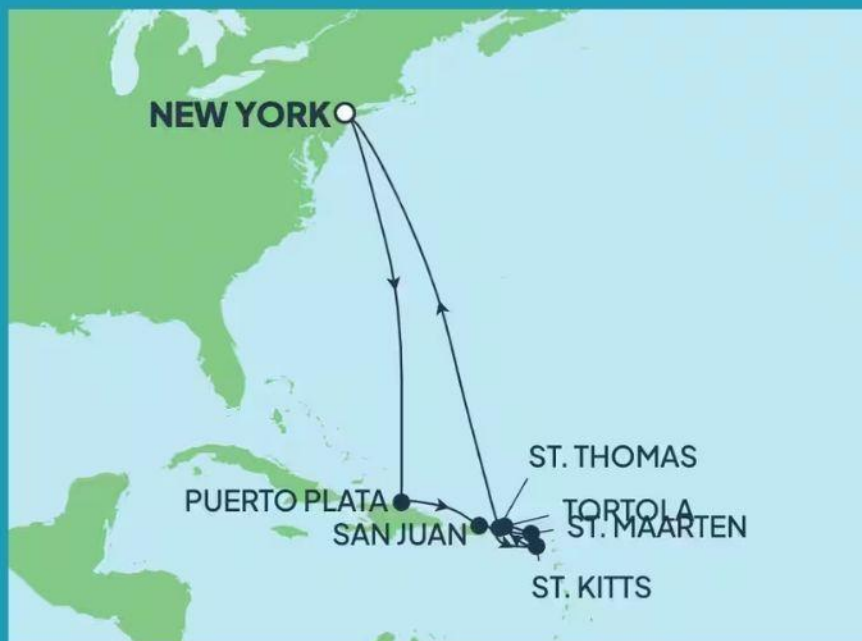 NEW YORK
ST. THOMAS
PUERTO PLATA
TORTOLA
SAN JUAN
ST. MAARTEN
ST. KITTS